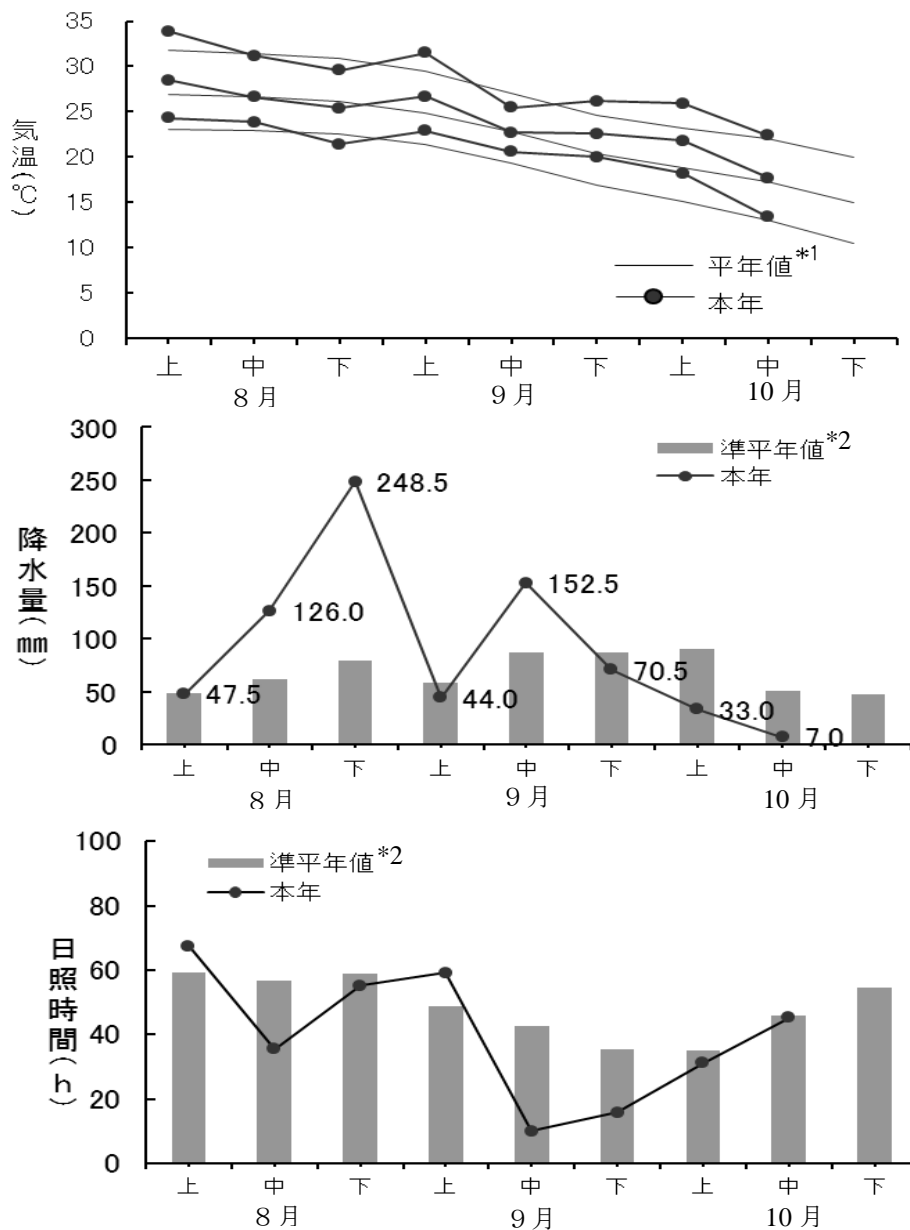 35
30
25
20
15
10
5
0
気温(℃)
平年値*1
本年
上 中 下 上 中 下 上 中 下
8月 9月 10月
300
250
200
150
100
50
0
降水量(㎜)
準平年値*2
本年
47.5
126.0
248.5
44.0
152.5
70.5
33.0
7.0
上 中 下 上 中 下 上 中 下
8月 9月 10月
100
80
60
40
20
0
日照時間(h)
準平年値*2
本年
上 中 下 上 中 下 上 中 下
8月 9月 10月